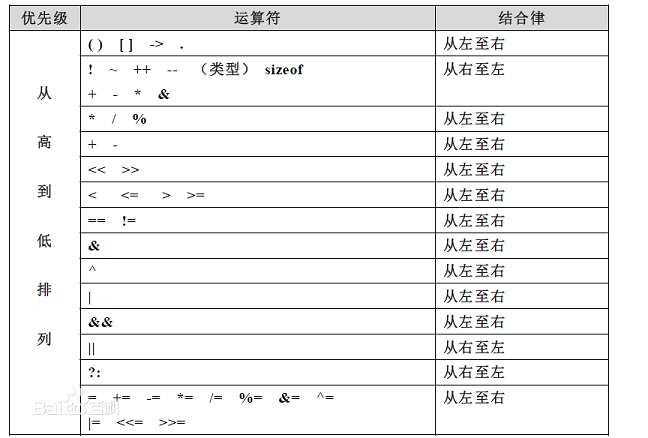 优先级 运算符 结合律
从高到低排列
( ) [ ] -> . 从左至右
! ~ ++ -- （类型） sizeof 从右至左
+ - * &
* / % 从左至右
+ - 从左至右
<< >> 从左至右
< <= > >= 从左至右
== != 从左至右
& 从左至右
^ 从左至右
| 从左至右
&& 从左至右
|| 从右至左
?: 从右至左
= += -= *= /= %= &= ^= 从左至右
|= <<= >>=
Baidu百科